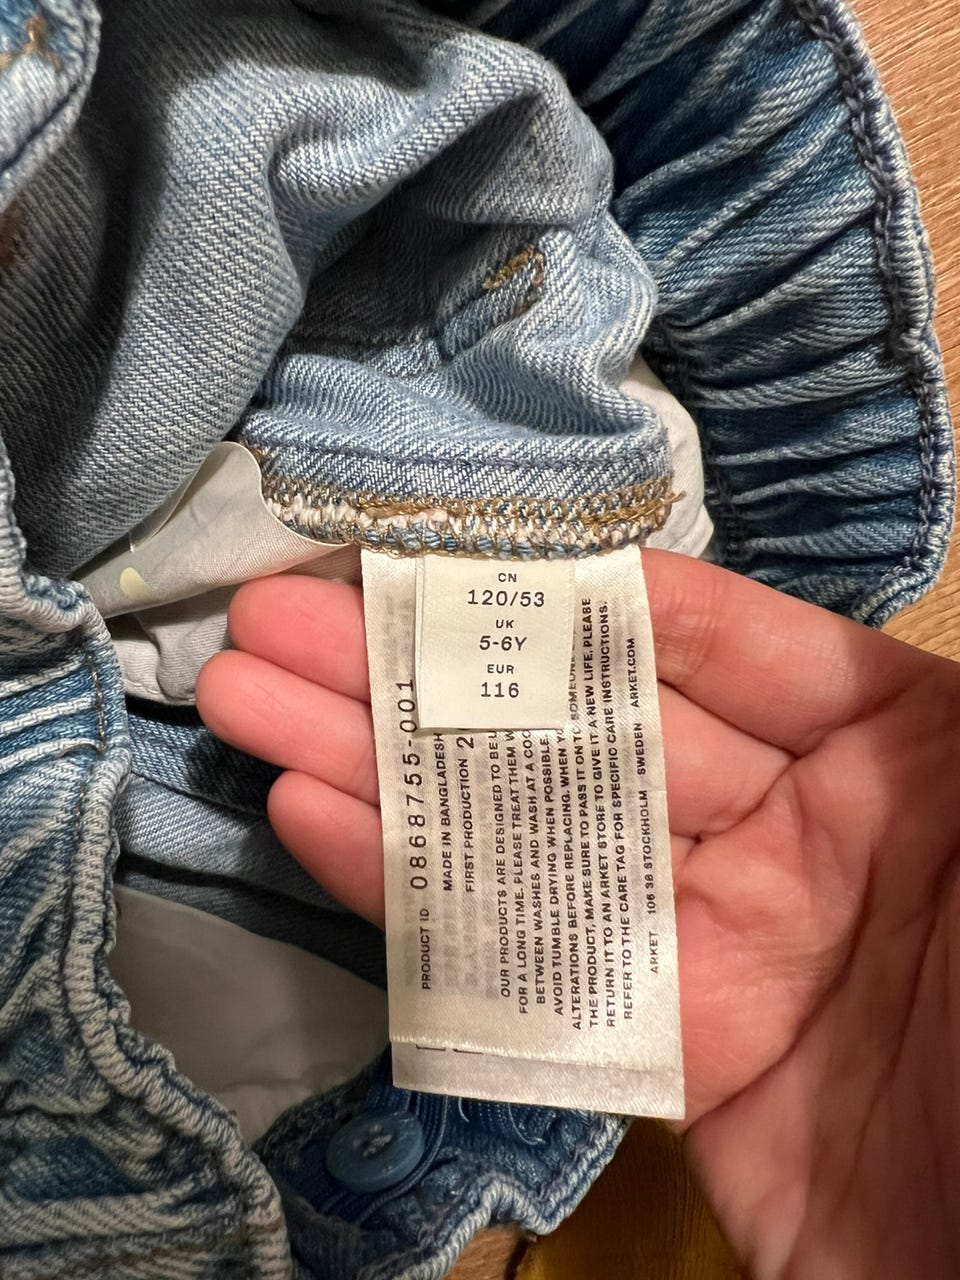 CN
120/53
UK
5-6Y
EUR
116
PRODUCT ID 0868755-001
MADE IN BANGLADESH
FIRST PRODUCTION 2
OUR PRODUCTS ARE DESIGNED TO BE
FOR A LONG TIME. PLEASE TREAT THEM
BETWEEN WASHES AND WASH AT A
AVOID TUMBLE DRYING WHEN POSSIBLE.
ALTERATIONS BEFORE REPLACING. WHEN
THE PRODUCT, MAKE SURE TO PASS IT ON TO
RETURN IT TO AN ARKET STORE TO GIVE IT A NEW LIFE. PLEASE
REFER TO THE CARE TAG FOR SPECIFIC CARE INSTRUCTIONS.
ARKET 106 38 STOCKHOLM SWEDEN ARKET.COM